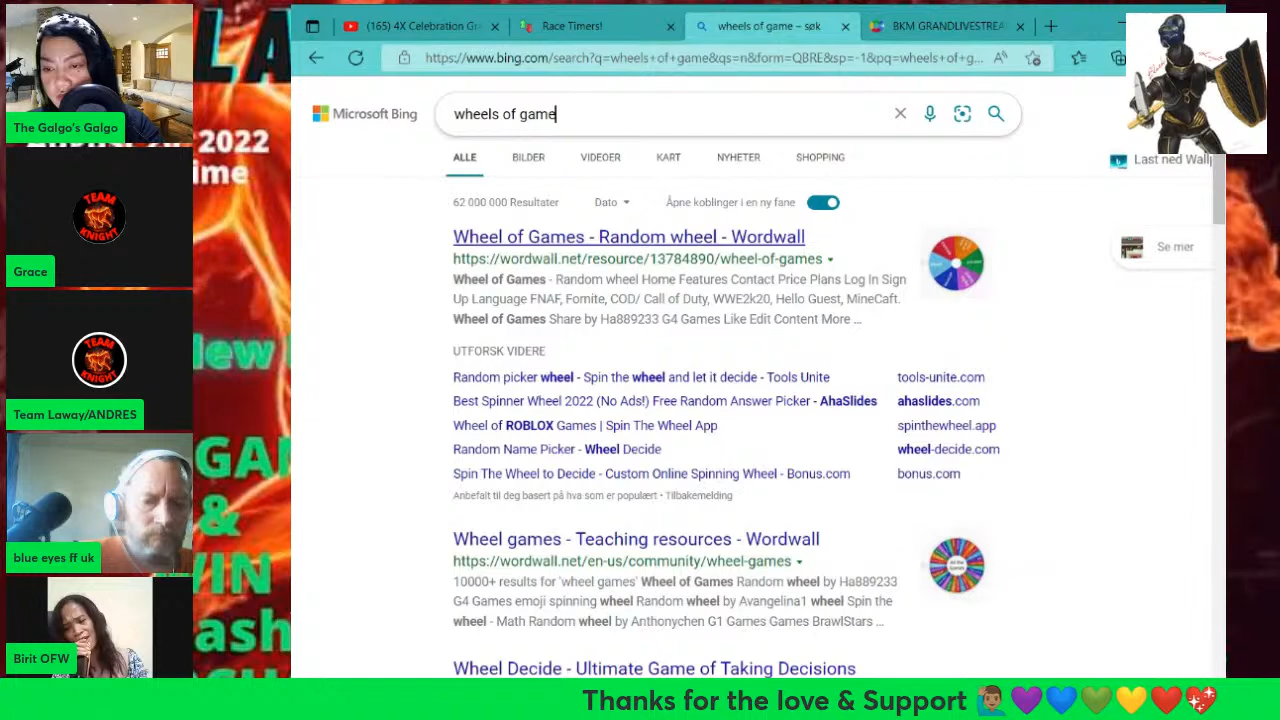 (165) 4X Celebration Gr
Race Timers!
wheels of game – søk
BKM GRANDLIVESTREA
https://www.bing.com/search?q=wheels+of+game&qs=n&form=QBRE&sp=-1&pq=wheels+of+g...
Microsoft Bing
wheels of game
ALLE
BILDER
VIDEOER
KART
NYHETER
SHOPPING
Last ned Wallp
62 000 000 Resultater
Dato
Åpne koblinger i en ny fane
Wheel of Games - Random wheel - Wordwall
https://wordwall.net/resource/13784890/wheel-of-games
Wheel of Games - Random wheel Home Features Contact Price Plans Log In Sign
Up Language FNAF, Fornite, COD/ Call of Duty, WWE2k20, Hello Guest, MineCaft.
Wheel of Games Share by Ha889233 G4 Games Like Edit Content More ...
Se mer
UTFORSK VIDERE
Random picker wheel - Spin the wheel and let it decide - Tools Unite
tools-unite.com
Best Spinner Wheel 2022 (No Ads!) Free Random Answer Picker - AhaSlides
ahaslides.com
Wheel of ROBLOX Games | Spin The Wheel App
spinthewheel.app
Random Name Picker - Wheel Decide
wheel-decide.com
Spin The Wheel to Decide - Custom Online Spinning Wheel - Bonus.com
bonus.com
Anbefalt til deg basert på hva som er populært • Tilbakemelding
Wheel games - Teaching resources - Wordwall
https://wordwall.net/en-us/community/wheel-games
10000+ results for 'wheel games' Wheel of Games Random wheel by Ha889233
G4 Games emoji spinning wheel Random wheel by Avangelina1 wheel Spin the
wheel - Math Random wheel by Anthonychen G1 Games Games BrawlStars ...
Wheel Decide - Ultimate Game of Taking Decisions
The Galgo's Galgo
TEAM
KNIGHT
Grace
TEAM
KNIGHT
Team Laway/ANDRES
blue eyes ff uk
Birit OFW
LA
2022
ime
New
GA
&
VIN
ash
Thanks for the love & Support 🙋🏽‍♂️💜💙💚💛❤️💖